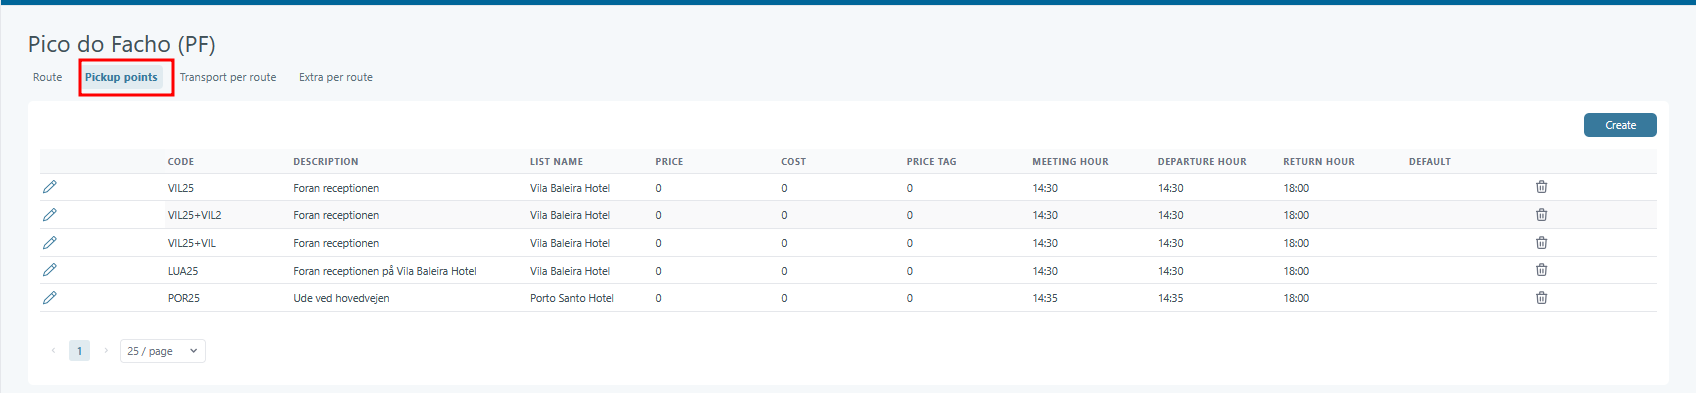 Pico do Facho (PF)
Route Pickup points Transport per route Extra per route
Create
CODE DESCRIPTION LIST NAME PRICE COST PRICE TAG MEETING HOUR DEPARTURE HOUR RETURN HOUR DEFAULT
VIL25 Foran receptionen Vila Baleira Hotel 0 0 0 14:30 14:30 18:00
VIL25+VIL2 Foran receptionen Vila Baleira Hotel 0 0 0 14:30 14:30 18:00
VIL25+VIL Foran receptionen Vila Baleira Hotel 0 0 0 14:30 14:30 18:00
LUA25 Foran receptionen på Vila Baleira Hotel Vila Baleira Hotel 0 0 0 14:30 14:30 18:00
POR25 Ude ved hovedvejen Porto Santo Hotel 0 0 0 14:35 14:35 18:00
1 25 / page